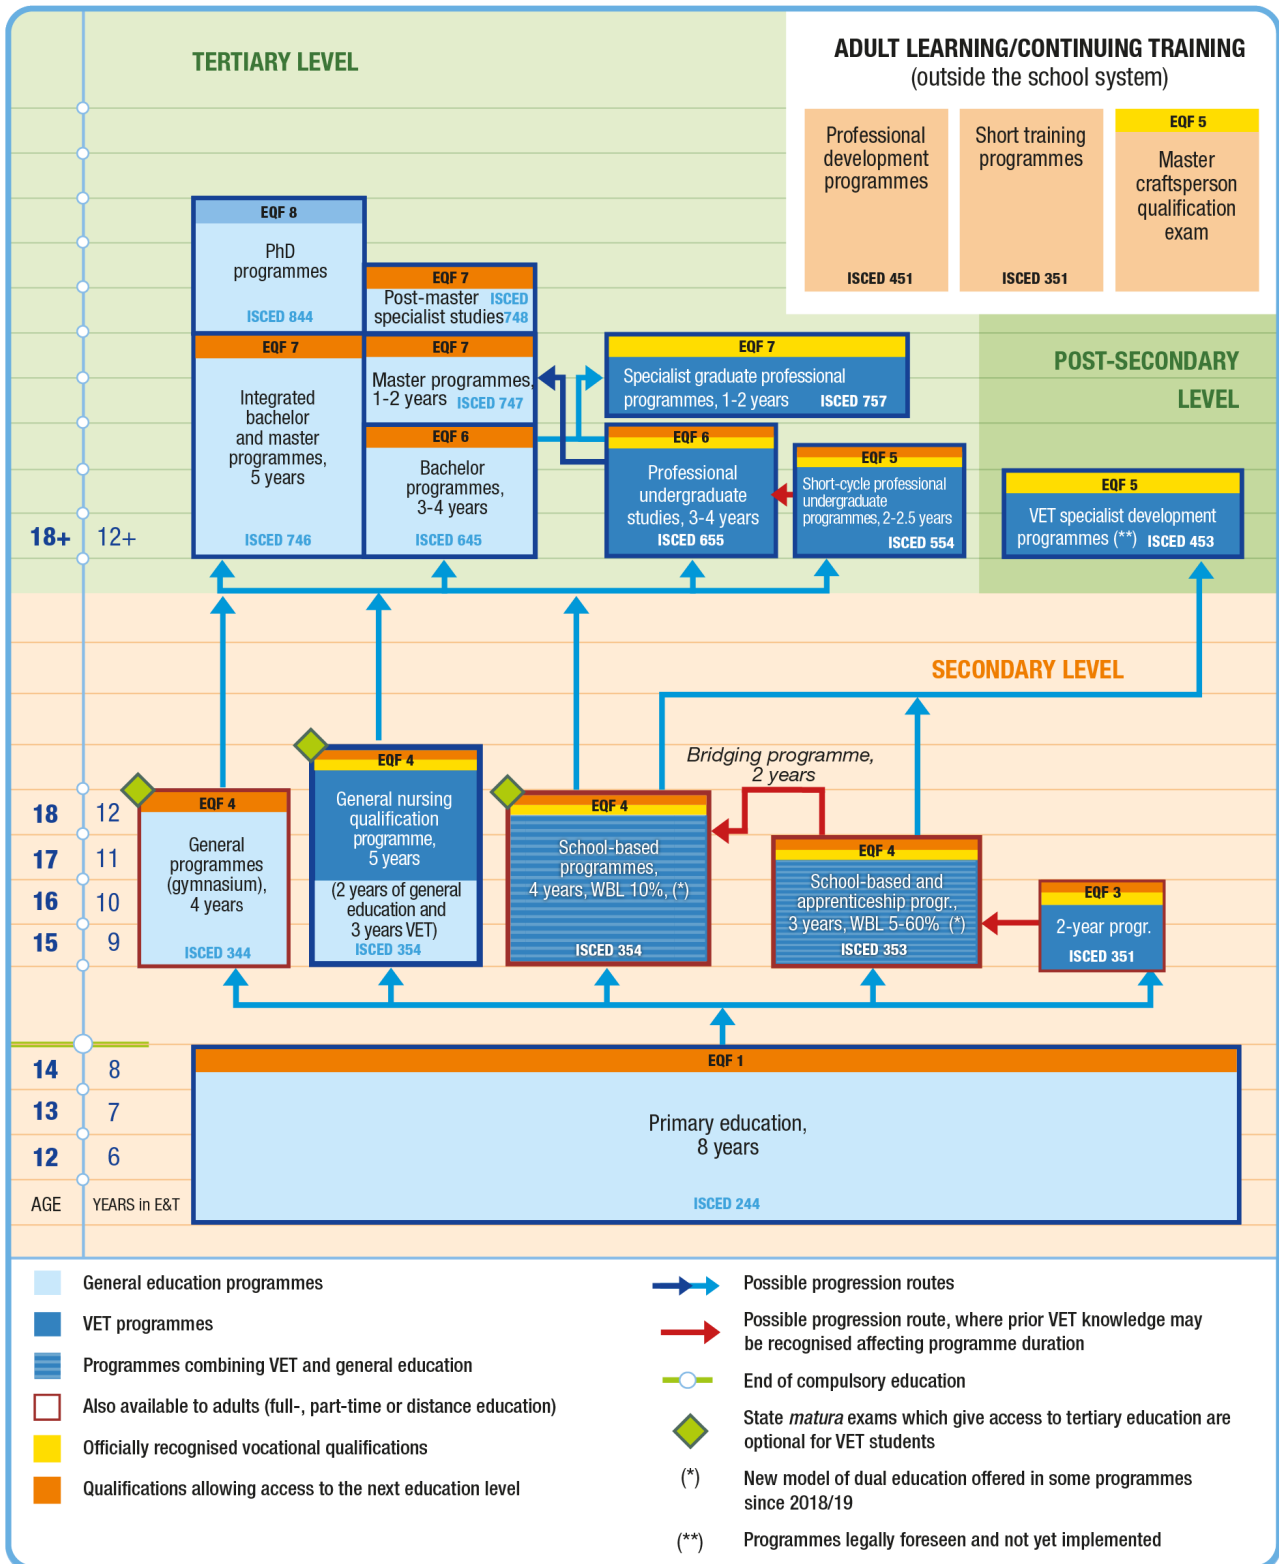 TERTIARY LEVEL
ADULT LEARNING/CONTINUING TRAINING
(outside the school system)
Professional
development
programmes
ISCED 451
Short training
programmes
ISCED 351
EQF 5
Master
craftsperson
qualification
exam
EQF 8
PhD
programmes
ISCED 844
EQF 7
Post-master ISCED
specialist studies748
EQF 7
Integrated
bachelor
and master
programmes,
5 years
ISCED 746
EQF 7
Master programmes,
1-2 years ISCED 747
EQF 6
Bachelor
programmes,
3-4 years
ISCED 645
EQF 7
Specialist graduate professional
programmes, 1-2 years ISCED 757
EQF 6
Professional
undergraduate
studies, 3-4 years
ISCED 655
EQF 5
Short-cycle professional
undergraduate
programmes, 2-2.5 years
ISCED 554
POST-SECONDARY
LEVEL
EQF 5
VET specialist development
programmes (**) ISCED 453
18+ 12+
SECONDARY LEVEL
Bridging programme,
2 years
EQF 4
General
programmes
(gymnasium),
4 years
ISCED 344
EQF 4
General nursing
qualification
programme,
5 years
(2 years of general
education and
3 years VET)
ISCED 354
EQF 4
School-based
programmes,
4 years, WBL 10%, (*)
ISCED 354
EQF 4
School-based and
apprenticeship progr.,
3 years, WBL 5-60% (*)
ISCED 353
EQF 3
2-year progr.
ISCED 351
18 12
17 11
16 10
15 9
14 8
13 7
12 6
AGE YEARS in E&T
EQF 1
Primary education,
8 years
ISCED 244
General education programmes
VET programmes
Programmes combining VET and general education
Also available to adults (full-, part-time or distance education)
Officially recognised vocational qualifications
Qualifications allowing access to the next education level
Possible progression routes
Possible progression route, where prior VET knowledge may
be recognised affecting programme duration
End of compulsory education
State matura exams which give access to tertiary education are
optional for VET students
(*) New model of dual education offered in some programmes
since 2018/19
(**) Programmes legally foreseen and not yet implemented